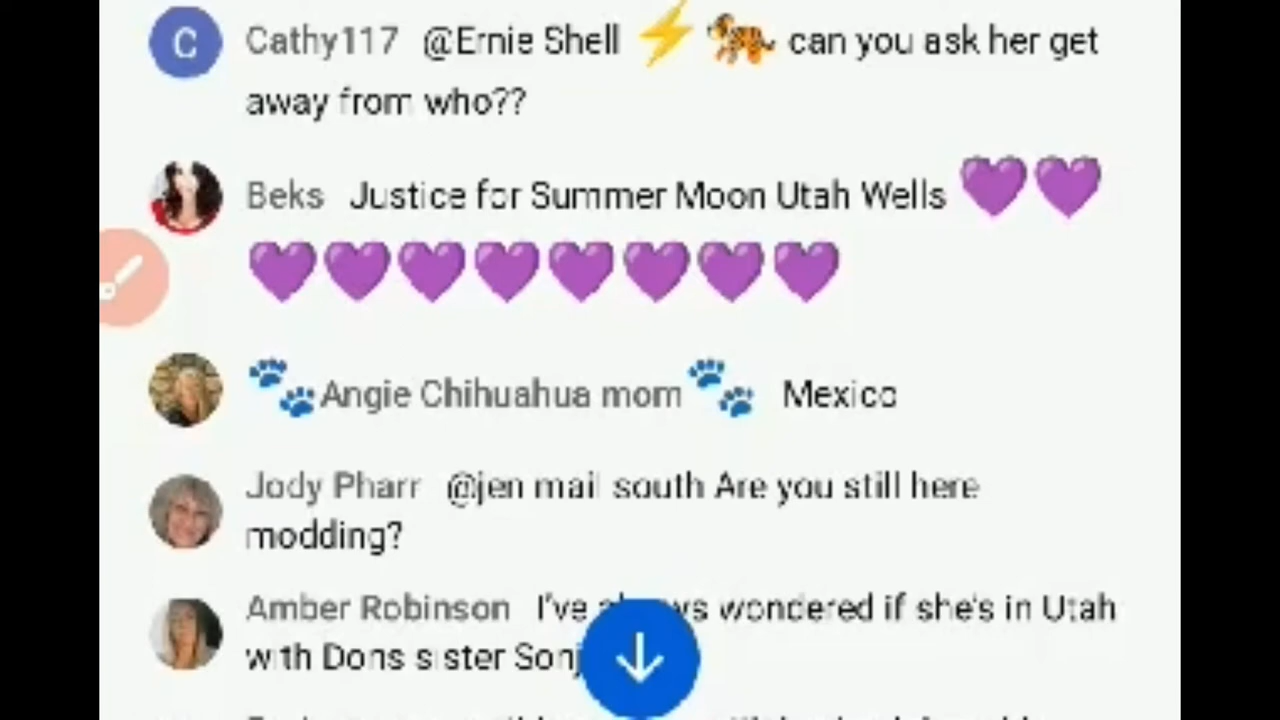 C Cathy117 @Ernie Shell ⚡🐅 can you ask her get
away from who??
Beks Justice for Summer Moon Utah Wells 💜💜
💜💜💜💜💜💜💜💜
🐾Angie Chihuahua mom🐾 Mexico
Jody Pharr @jen mail south Are you still here
modding?
Amber Robinson I've always wondered if she's in Utah
with Dons sister